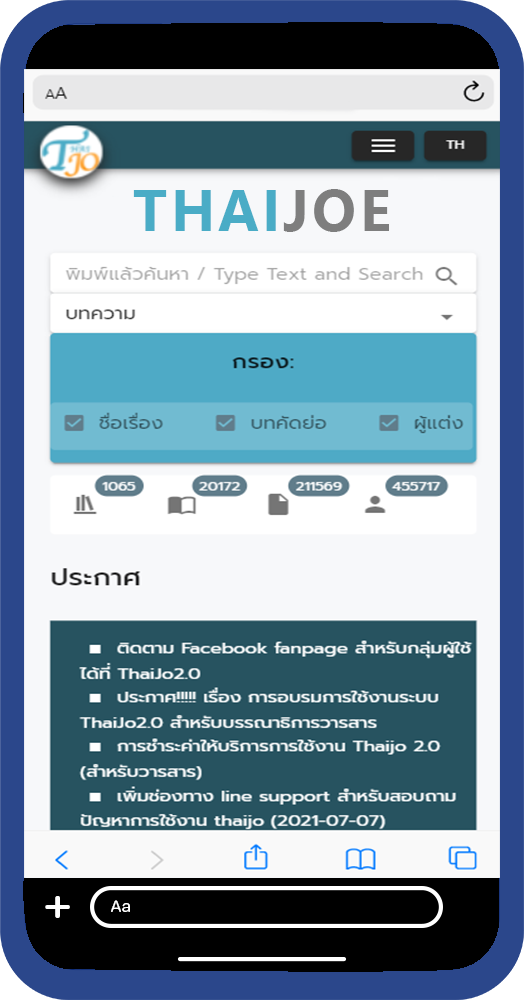 AA
THAI JO
TH
THAIJOE
พิมพ์แล้วค้นหา / Type Text and Search
บทความ
กรอง:
ชื่อเรื่อง บทคัดย่อ ผู้แต่ง
1065 20172 211569 455717
ประกาศ
ติดตาม Facebook fanpage สำหรับกลุ่มผู้ใช้
ได้ที่ ThaiJo2.0
ประกาศ!!!!! เรื่อง การอบรมการใช้งานระบบ
ThaiJo2.0 สำหรับบรรณาธิการวารสาร
การชำระค่าให้บริการการใช้งาน Thaijo 2.0
(สำหรับวารสาร)
เพิ่มช่องทาง line support สำหรับสอบถาม
ปัญหาการใช้งาน thaijo (2021-07-07)
Aa